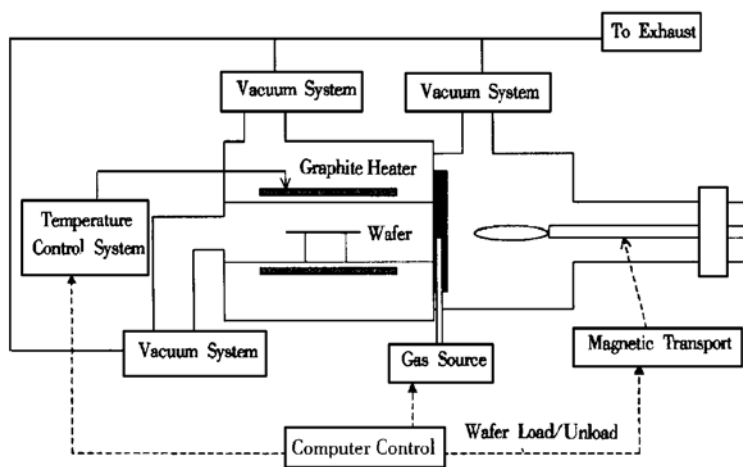 To Exhaust
Vacuum System
Vacuum System
Graphite Heater
Temperature
Control System
Wafer
Vacuum System
Gas Source
Magnetic Transport
Wafer Load/Unload
Computer Control